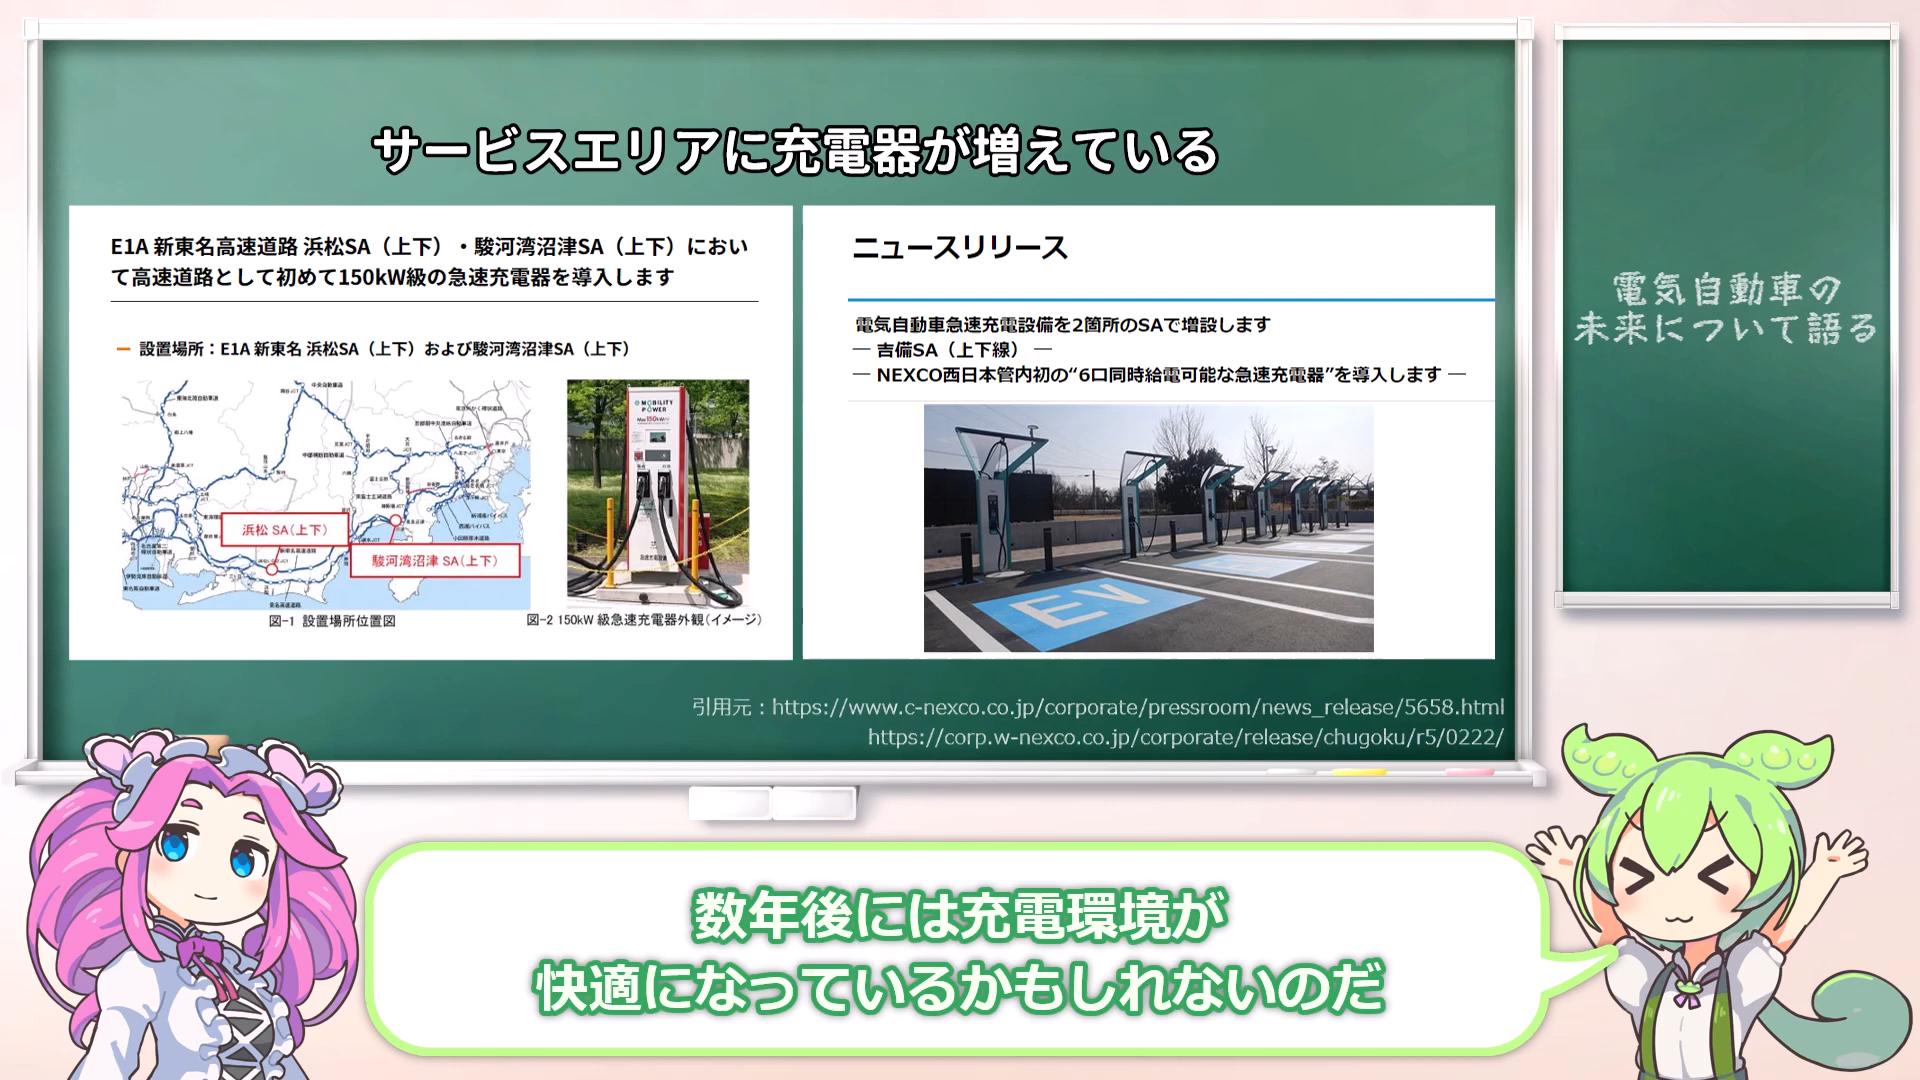 サービスエリアに充電器が増えている
E1A 新東名高速道路 浜松SA（上下）・駿河湾沼津SA（上下）におい
て高速道路として初めて150kW級の急速充電器を導入します
設置場所：E1A 新東名 浜松SA（上下）および駿河湾沼津SA（上下）
浜松 SA（上下）
駿河湾沼津 SA（上下）
図-1 設置場所位置図
MOBILITY
POWER
図-2 150kW 級急速充電器外観（イメージ）
ニュースリリース
電気自動車急速充電設備を2箇所のSAで増設します
― 吉備SA（上下線） ―
― NEXCO西日本管内初の“6口同時給電可能な急速充電器”を導入します ―
EV
引用元：https://www.c-nexco.co.jp/corporate/pressroom/news_release/5658.html
https://corp.w-nexco.co.jp/corporate/release/chugoku/r5/0222/
電気自動車の
未来について語る
数年後には充電環境が
快適になっているかもしれないのだ